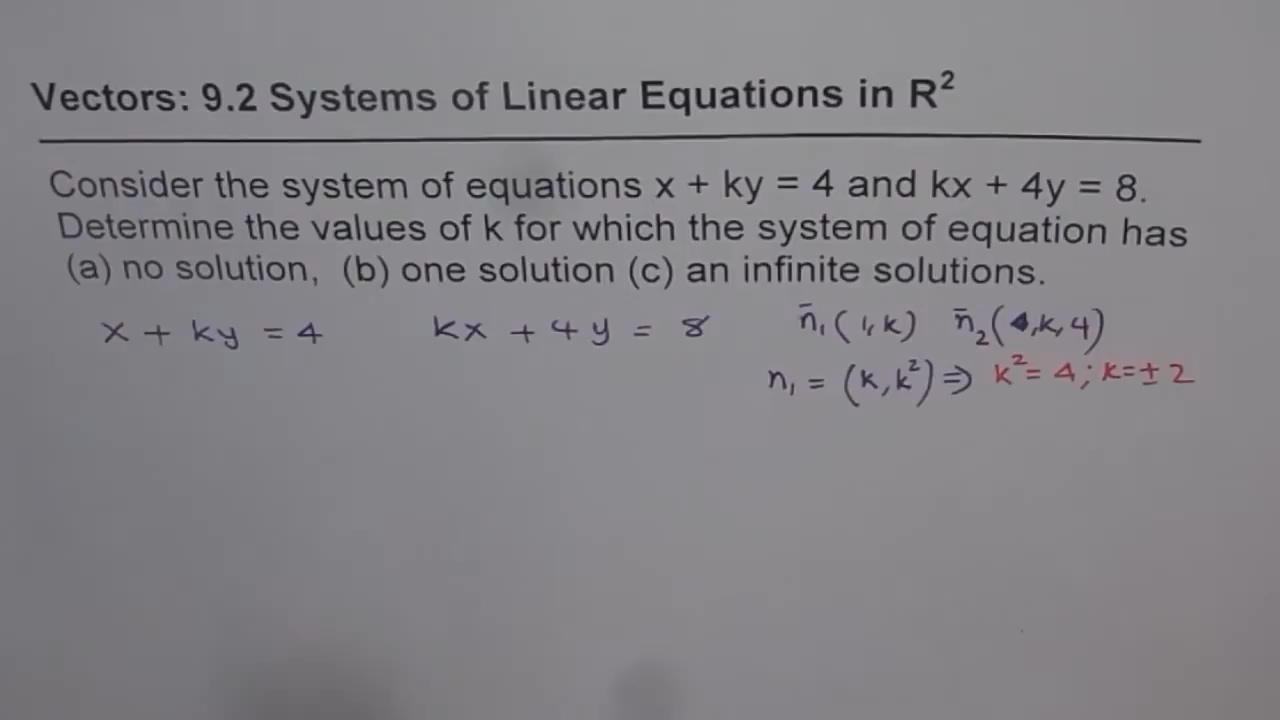 Vectors: 9.2 Systems of Linear Equations in R²
Consider the system of equations x + ky = 4 and kx + 4y = 8.
Determine the values of k for which the system of equation has
(a) no solution, (b) one solution (c) an infinite solutions.
x + ky = 4 kx + 4y = 8 n̄₁(1,k) n̄₂(k,4)
n₁ = (k,k²) ⇒ k² = 4; k = ± 2